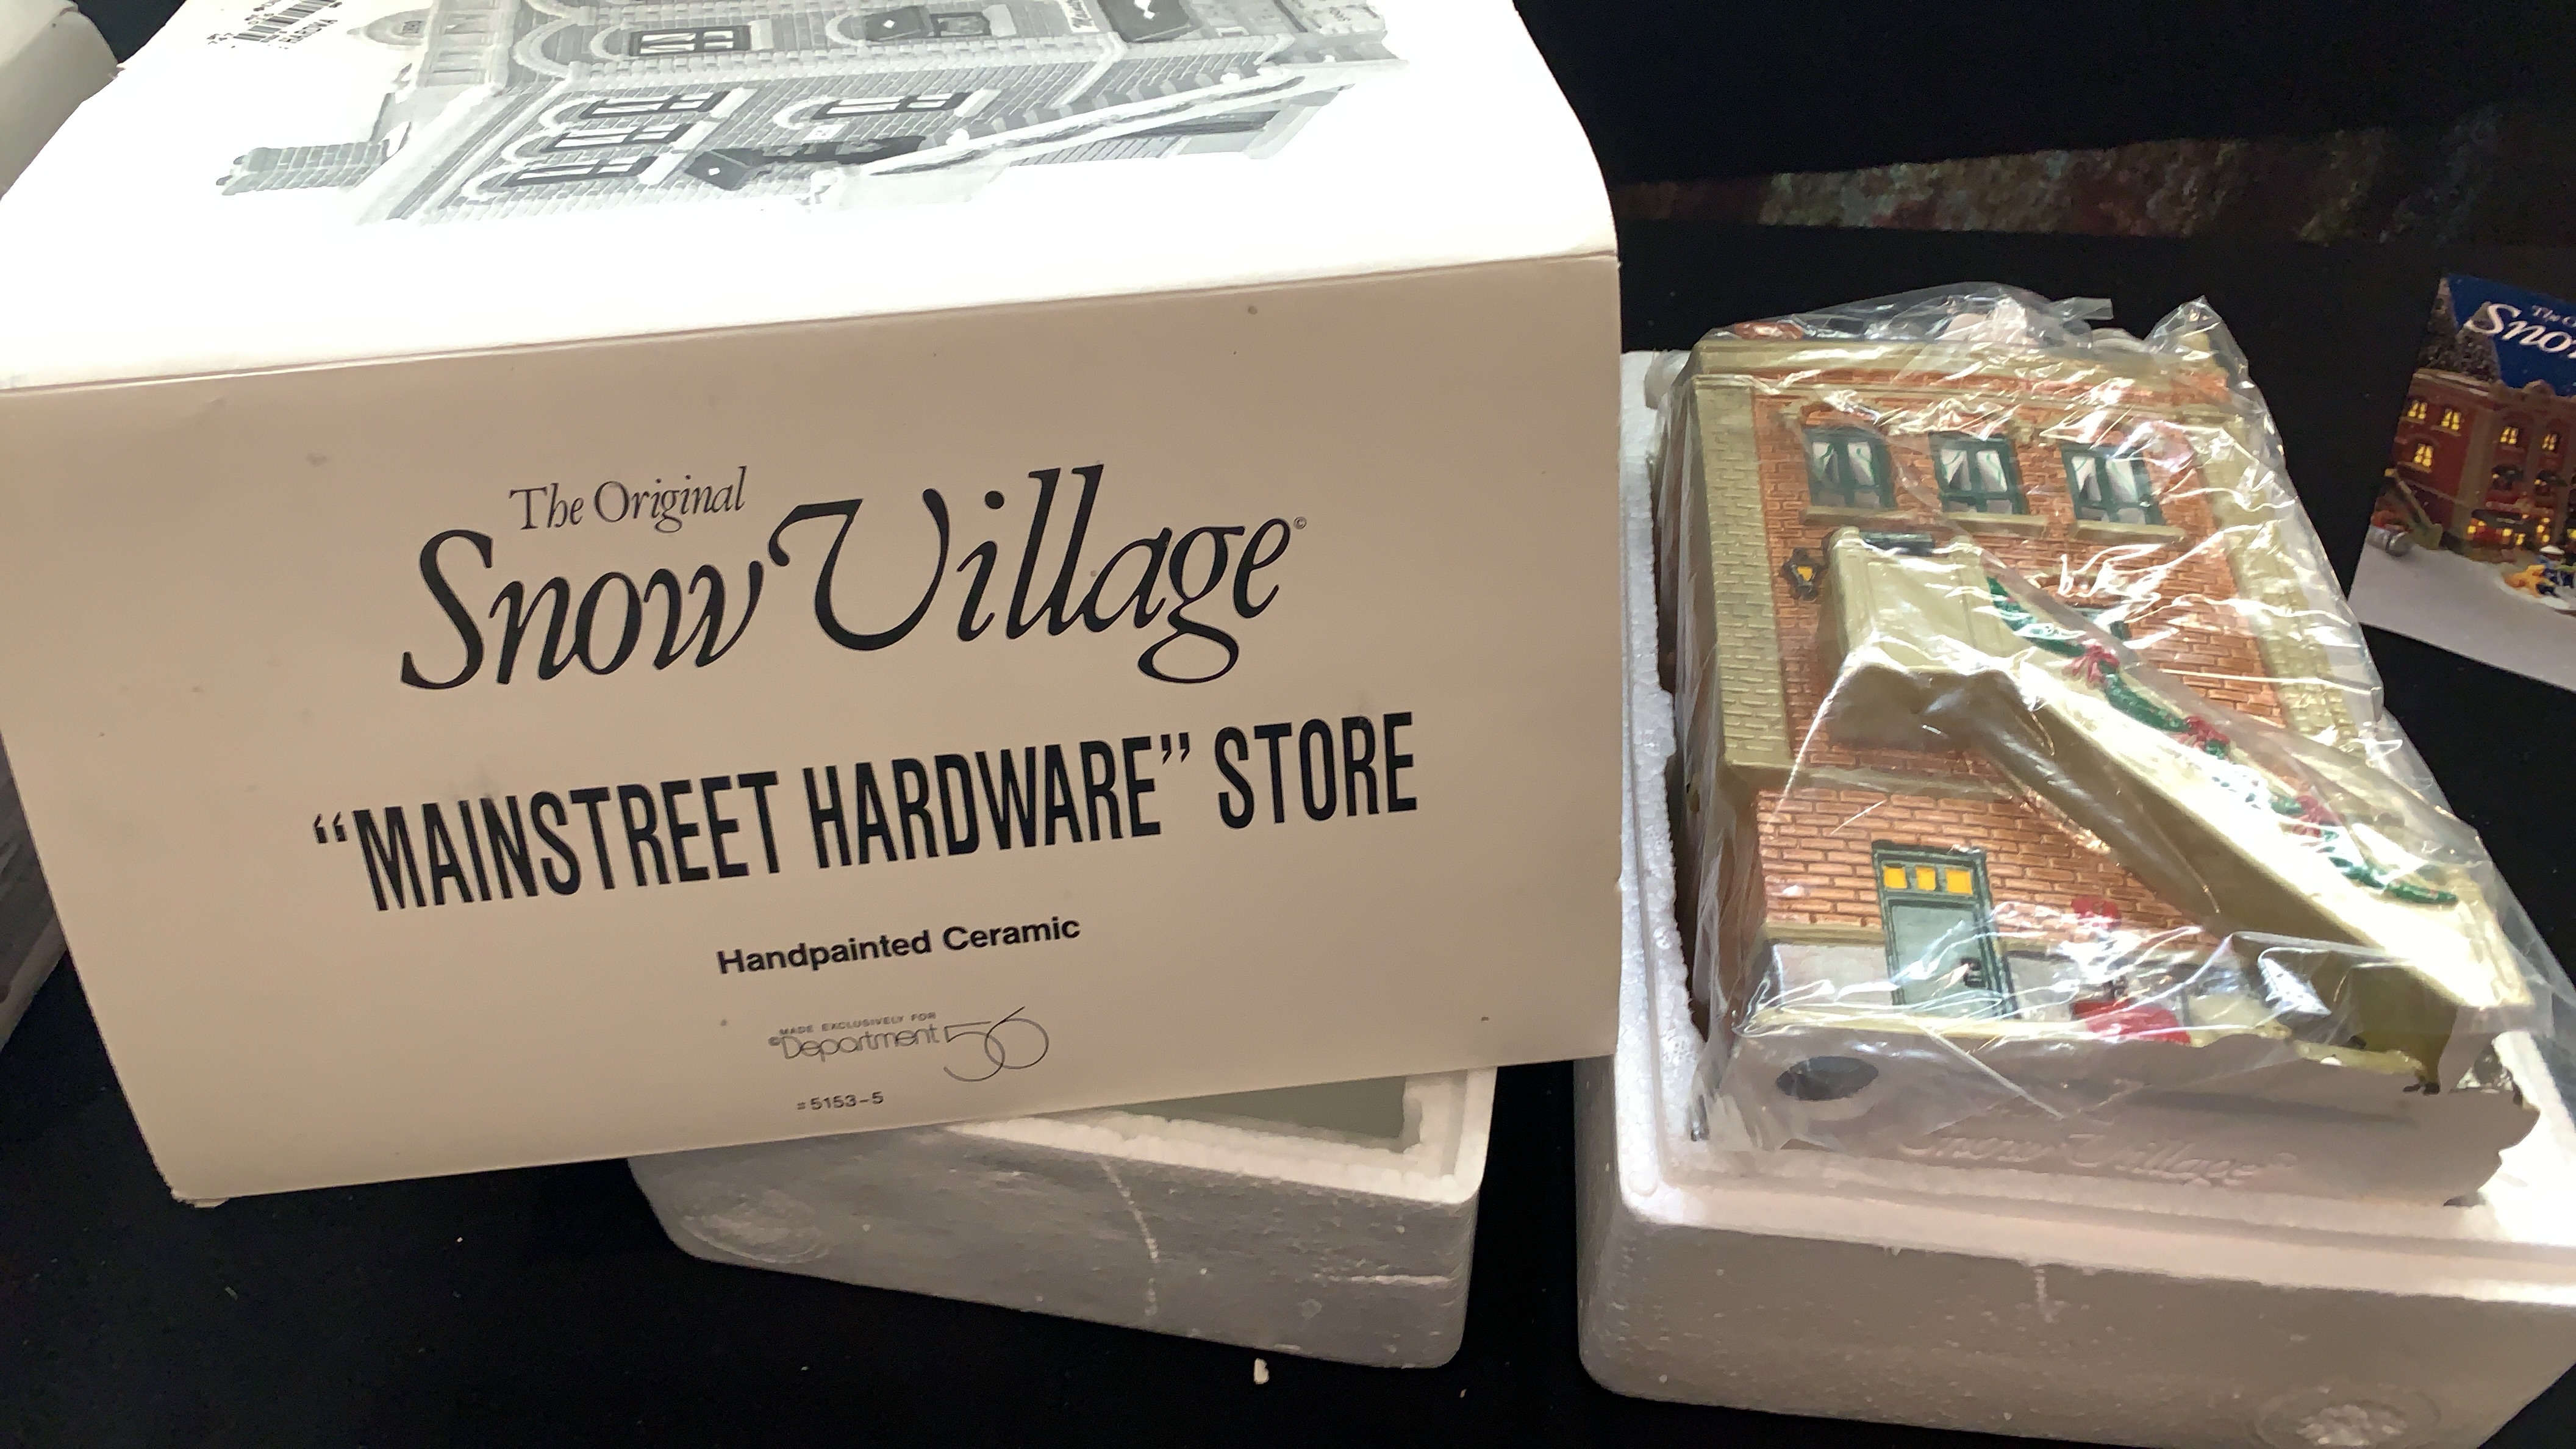 The Original
Snow Village©
“MAINSTREET HARDWARE” STORE
Handpainted Ceramic
MADE EXCLUSIVELY FOR
©Department 56
#5153-5
Snow Village